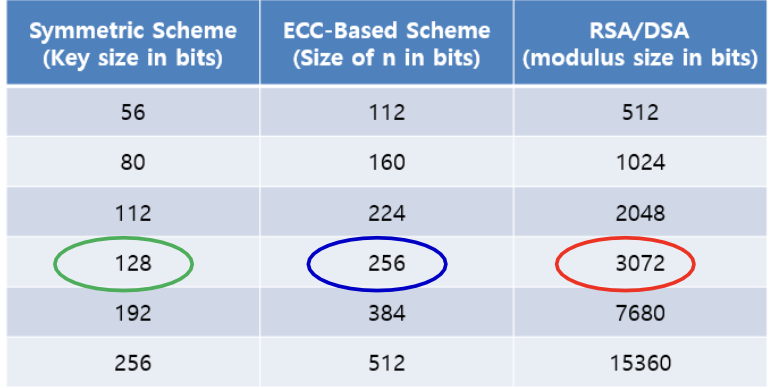 Symmetric Scheme ECC-Based Scheme RSA/DSA
(Key size in bits) (Size of n in bits) (modulus size in bits)
56 112 512
80 160 1024
112 224 2048
128 256 3072
192 384 7680
256 512 15360